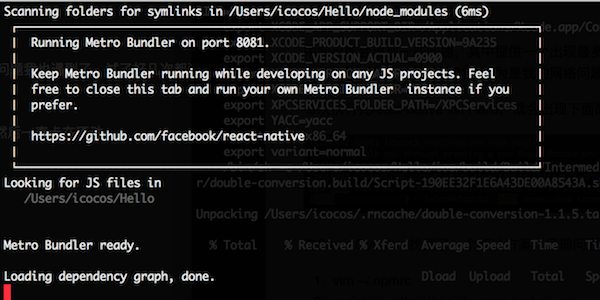 Scanning folders for symlinks in /Users/icocos/Hello/node_modules (6ms)
Running Metro Bundler on port 8081.
XCODE_PRODUCT_BUILD_VERSION=9A235
export XCODE_VERSION_ACTUAL=0900
Keep Metro Bundler running while developing on any JS projects. Feel
free to close this tab and run your own Metro Bundler instance if you
prefer.
export XPCSERVICES_FOLDER_PATH=/XPCServices
export YACC=yacc
https://github.com/facebook/react-native
export variant=normal
Looking for JS files in
r/double-conversion.build/Script-190EE32F1E6A43DE00A8543A.s
/Users/icocos/Hello
Unpacking /Users/icocos/.rncache/double-conversion-1.1.5.ta
Metro Bundler ready.
% Total % Received % Xferd Average Speed Time Ti
Loading dependency graph, done.
Dload Upload Total Sp